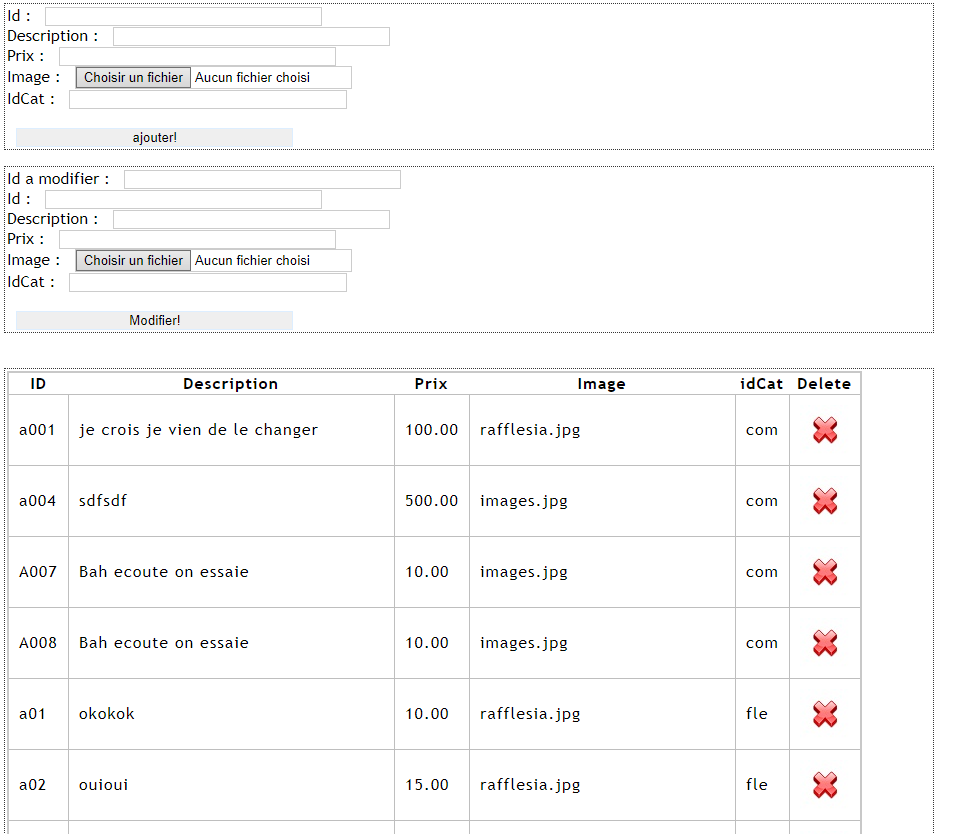 Id :
Description :
Prix :
Image : Choisir un fichier Aucun fichier choisi
IdCat :
ajouter!
Id a modifier :
Id :
Description :
Prix :
Image : Choisir un fichier Aucun fichier choisi
IdCat :
Modifier!
ID Description Prix Image idCat Delete
a001 je crois je vien de le changer 100.00 rafflesia.jpg com
a004 sdfsdf 500.00 images.jpg com
A007 Bah ecoute on essaie 10.00 images.jpg com
A008 Bah ecoute on essaie 10.00 images.jpg com
a01 okokok 10.00 rafflesia.jpg fle
a02 ouioui 15.00 rafflesia.jpg fle